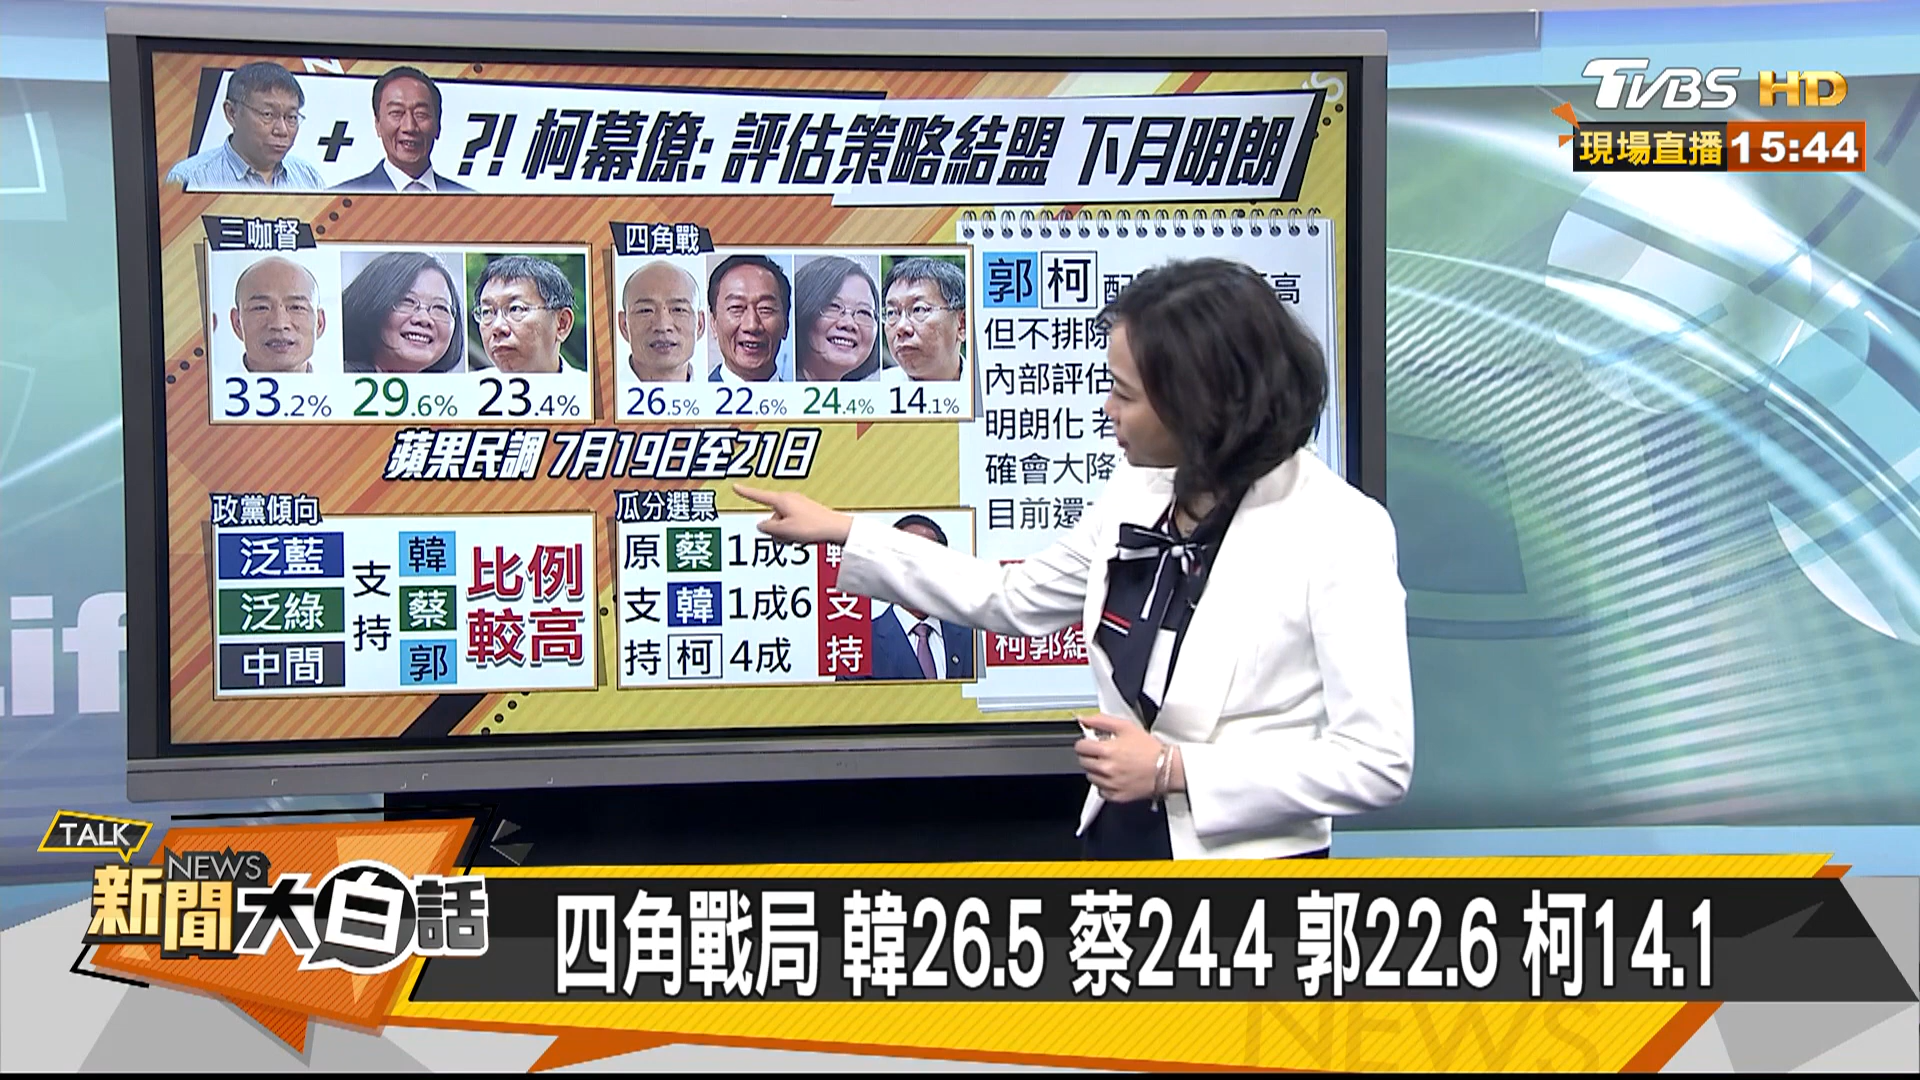 TVBS HD
現場直播 15:44
+ ?! 柯幕僚:評估策略結盟 下月明朗
三咖督
33.2% 29.6% 23.4%
四角戰
26.5% 22.6% 24.4% 14.1%
蘋果民調 7月19日至21日
郭 柯 配 高
但不排除
內部評估
明朗化 若
確會大降
目前還
柯郭結
政黨傾向
泛藍
泛綠
中間
支持
韓
蔡
郭
比例
較高
瓜分選票
原 蔡 1成3
支 韓 1成6 支
持 柯 4成 持
TALK
NEWS
新聞大白話
四角戰局 韓26.5 蔡24.4 郭22.6 柯14.1
NEWS